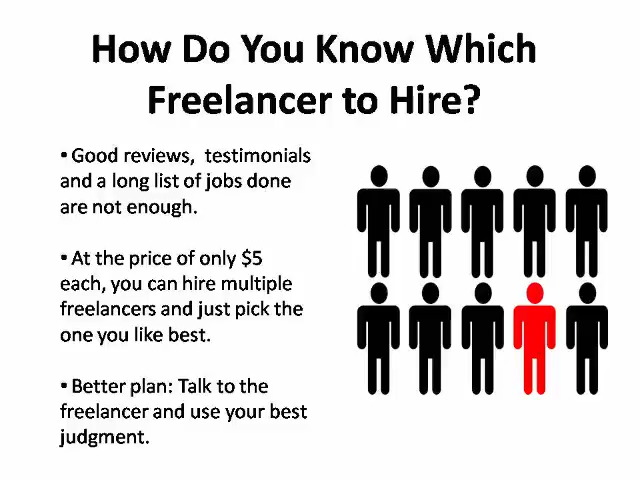 How Do You Know Which
Freelancer to Hire?
• Good reviews,  testimonials
and a long list of jobs done
are not enough.
• At the price of only $5
each, you can hire multiple
freelancers and just pick the
one you like best.
• Better plan: Talk to the
freelancer and use your best
judgment.